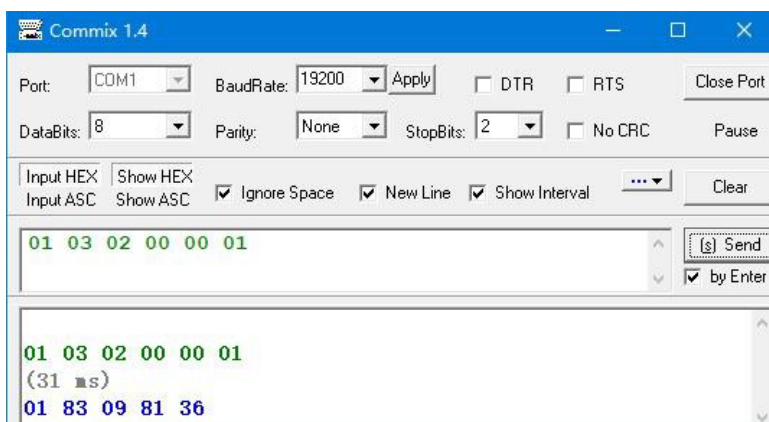 Commix 1.4
Port: COM1 BaudRate: 19200 Apply DTR RTS Close Port
DataBits: 8 Parity: None StopBits: 2 No CRC Pause
Input HEX Show HEX
Input ASC Show ASC Ignore Space New Line Show Interval ... Clear
01 03 02 00 00 01 (s) Send
by Enter
01 03 02 00 00 01
(31 ms)
01 83 09 81 36